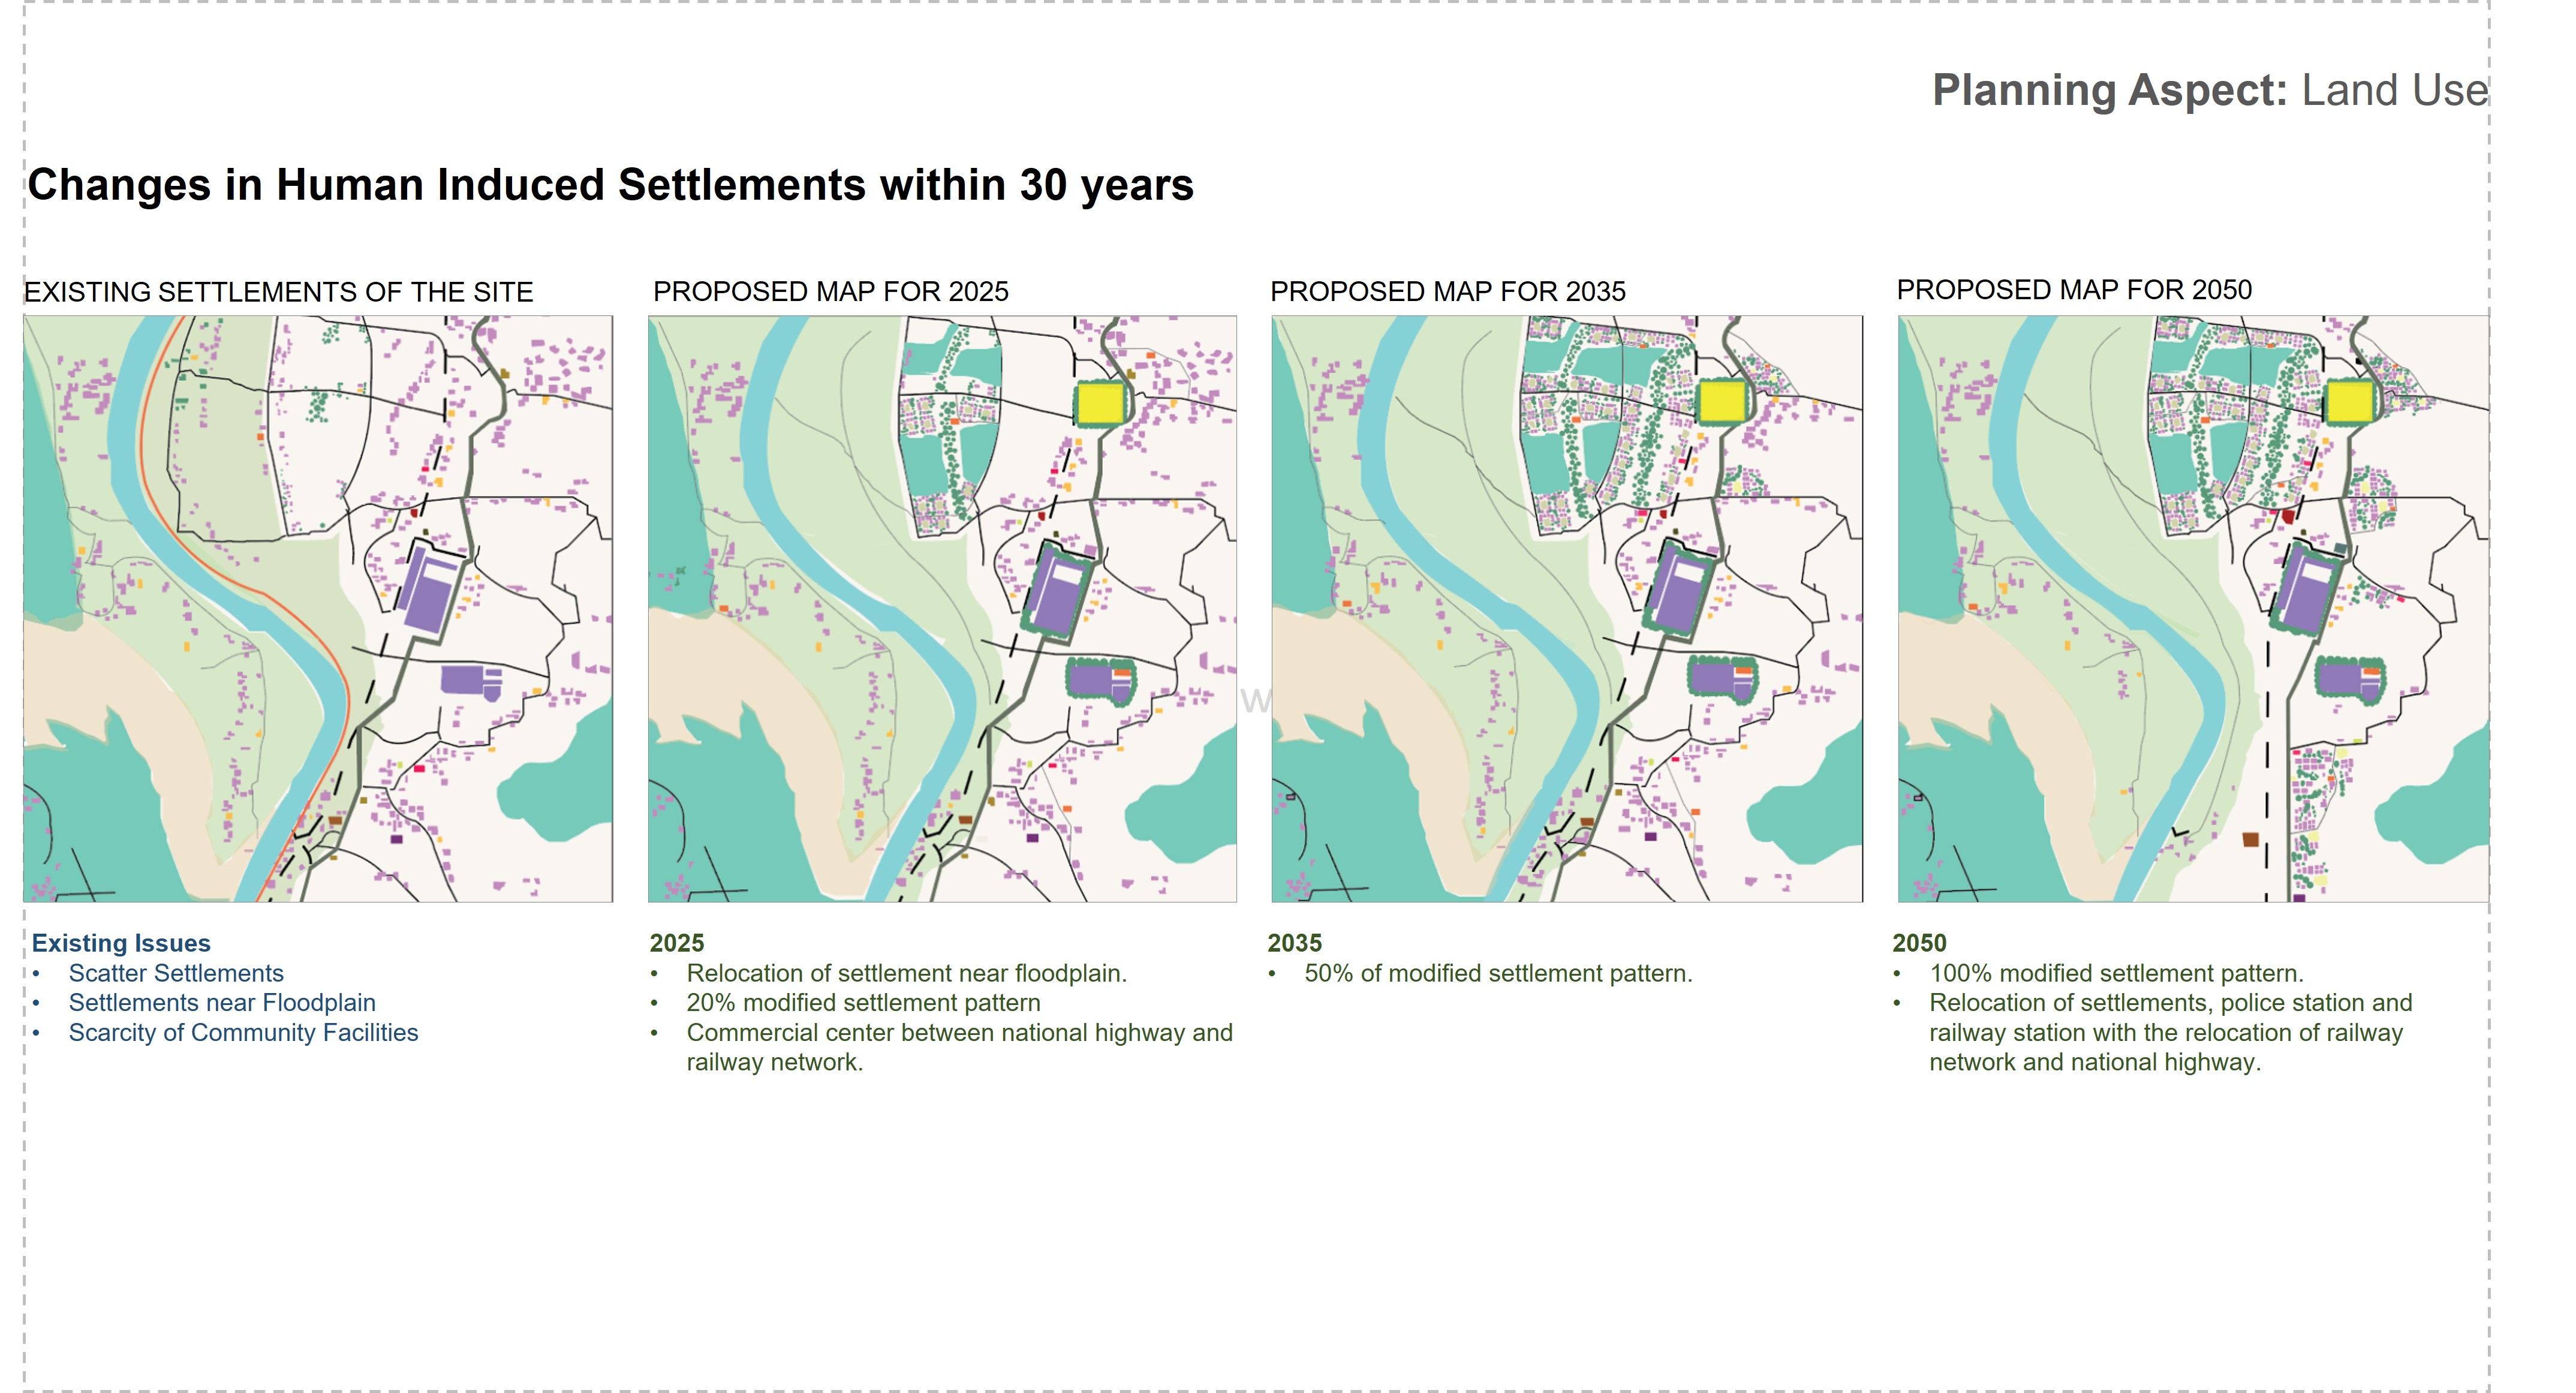 Planning Aspect: Land Use
Changes in Human Induced Settlements within 30 years
EXISTING SETTLEMENTS OF THE SITE
PROPOSED MAP FOR 2025
PROPOSED MAP FOR 2035
PROPOSED MAP FOR 2050
w
Existing Issues
• Scatter Settlements
• Settlements near Floodplain
• Scarcity of Community Facilities
2025
• Relocation of settlement near floodplain.
• 20% modified settlement pattern
• Commercial center between national highway and
railway network.
2035
• 50% of modified settlement pattern.
2050
• 100% modified settlement pattern.
• Relocation of settlements, police station and
railway station with the relocation of railway
network and national highway.